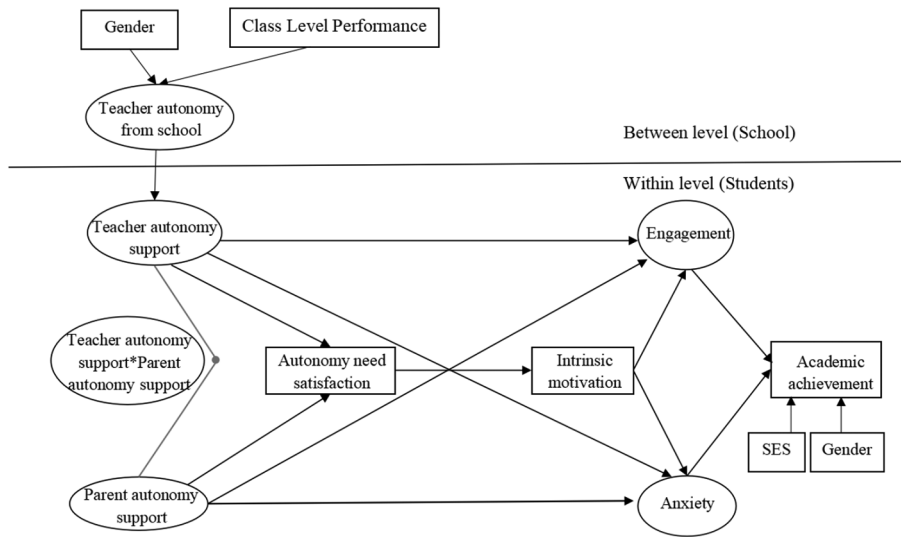 Gender
Class Level Performance
Teacher autonomy
from school
Between level (School)
Within level (Students)
Teacher autonomy
support
Engagement
Teacher autonomy
support*Parent
autonomy support
Autonomy need
satisfaction
Intrinsic
motivation
Academic
achievement
SES
Gender
Parent autonomy
support
Anxiety